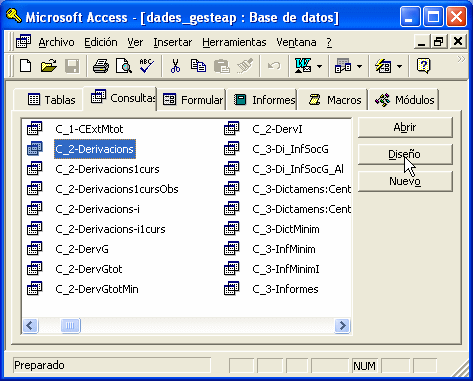 Microsoft Access - [dades_gesteap : Base de datos]
Archivo Edición Ver Insertar Herramientas Ventana ?
ABC
Tablas Consultas Formular Informes Macros Módulos
C_1-CExtMtot
C_2-Derivacions
C_2-Derivacions1curs
C_2-Derivacions1cursObs
C_2-Derivacions-i
C_2-Derivacions-i1curs
C_2-DervG
C_2-DervGtot
C_2-DervGtotMin
C_2-DervI
C_3-Di_InfSocG
C_3-Di_InfSocG_Al
C_3-Dictamens:Cent
C_3-Dictamens:Cent
C_3-DictMinim
C_3-InfMinim
C_3-InfMinimI
C_3-Informes
Abrir
Diseño
Nuevo
Preparado
NUM